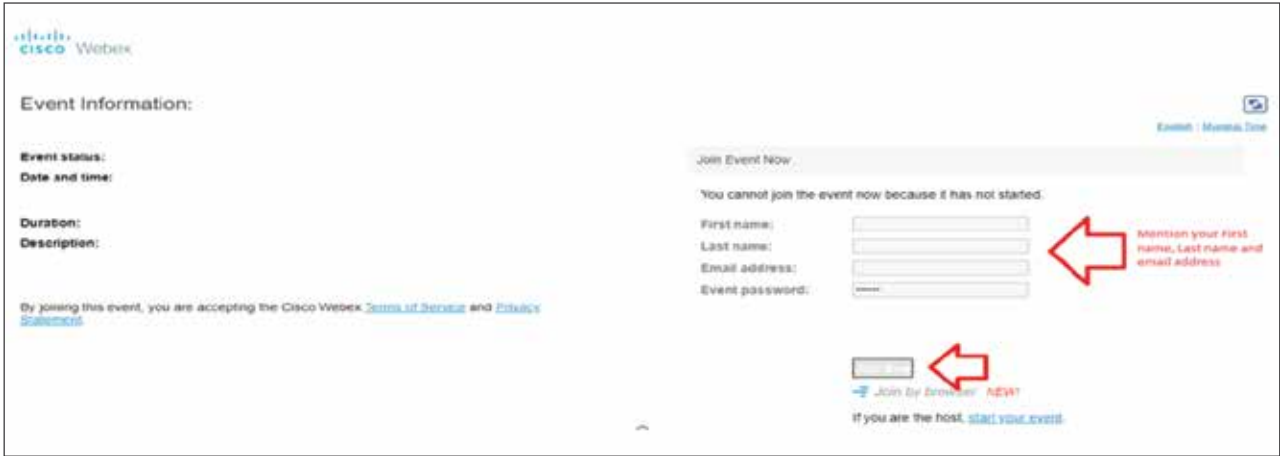 cisco Webex
Event Information:
English : Mumbai Time
Event status:
Date and time:
Duration:
Description:
By joining this event, you are accepting the Cisco Webex Terms of Service and Privacy
Statement.
Join Event Now
You cannot join the event now because it has not started.
First name:
Last name:
Email address:
Event password:
Mention your First
name, Last name and
email address
Join by browser NEW!
If you are the host, start your event.